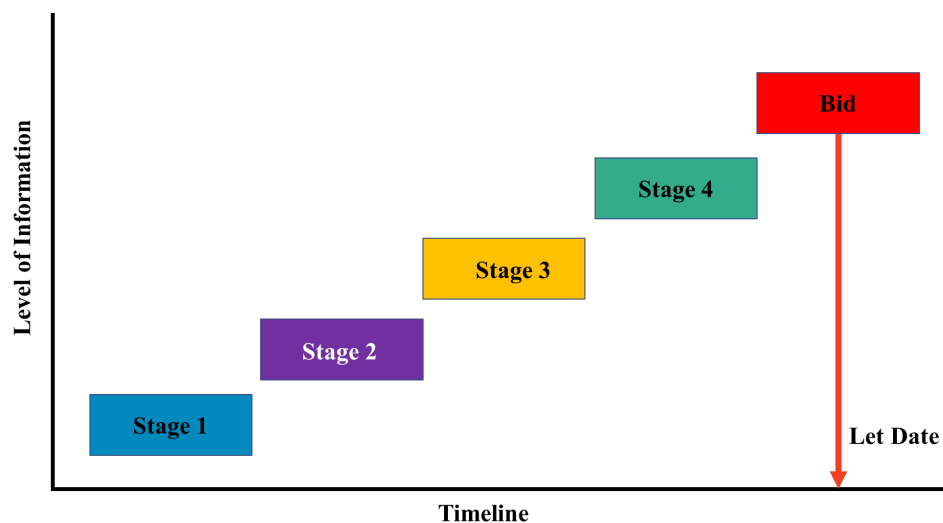 Bid
Stage 4
Stage 3
Stage 2
Stage 1
Let Date
Level of Information
Timeline